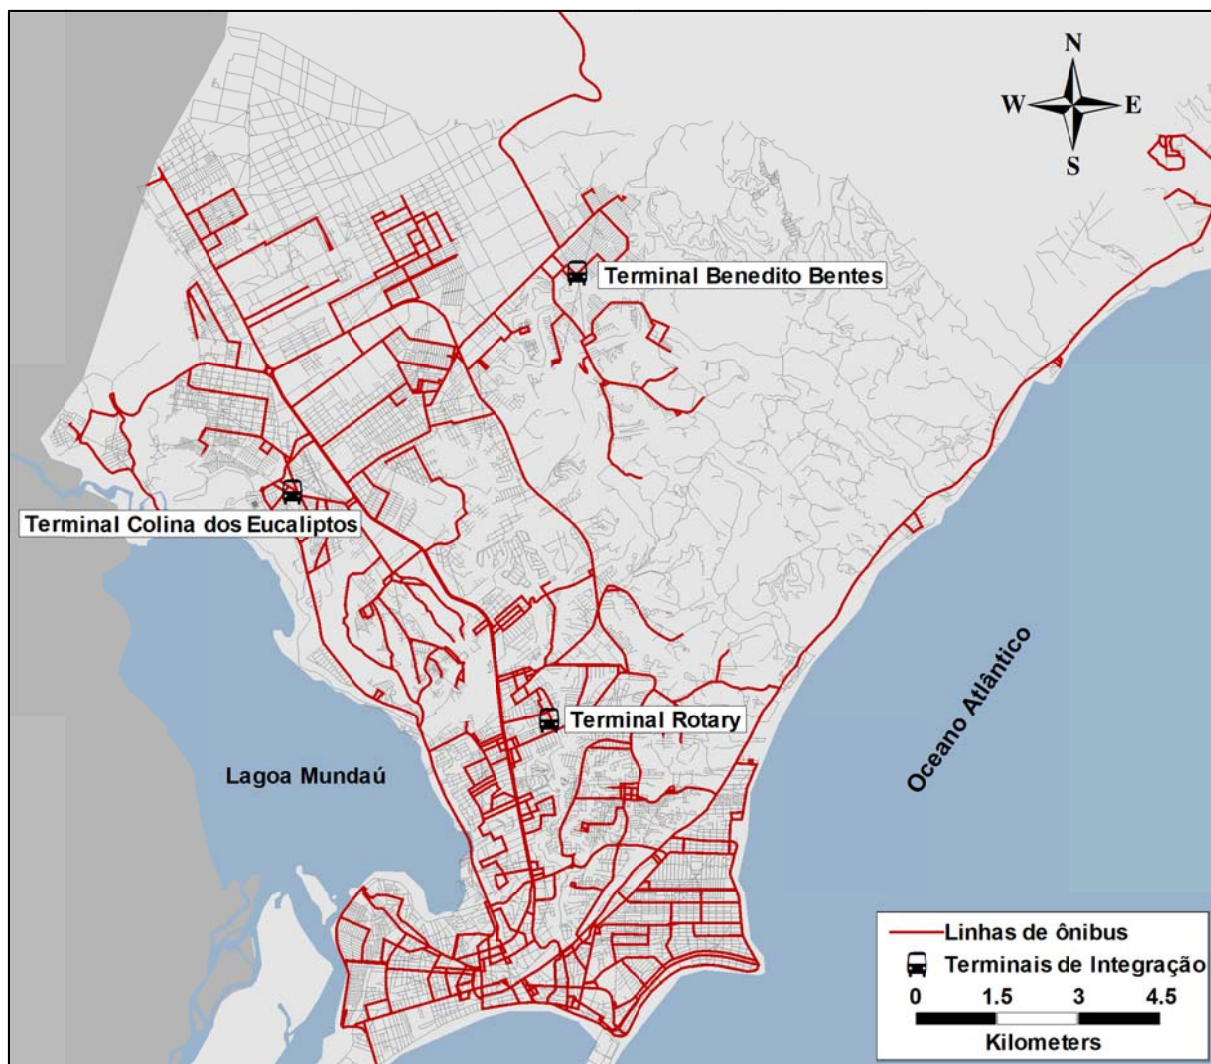 N
W E
S
Terminal Benedito Bentes
Terminal Colina dos Eucaliptos
Terminal Rotary
Oceano Atlântico
Lagoa Mundaú
Linhas de ônibus
Terminais de Integração
0 1.5 3 4.5
Kilometers